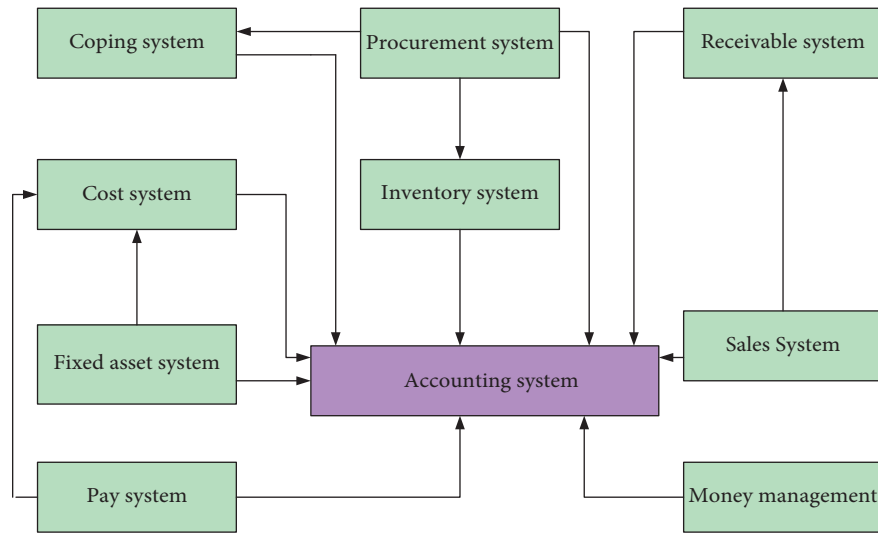 Coping system
Procurement system
Receivable system
Cost system
Inventory system
Fixed asset system
Accounting system
Sales System
Pay system
Money management